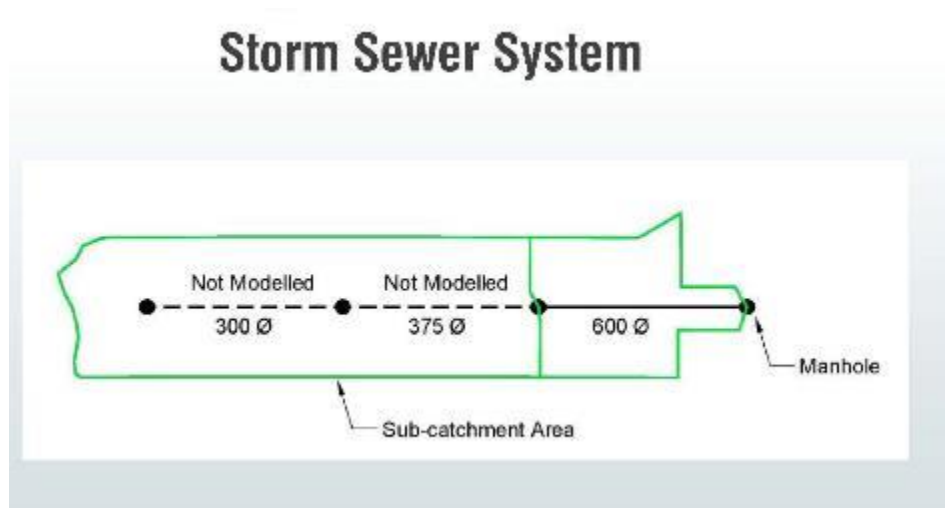 Storm Sewer System
Not Modelled
Not Modelled
300 Ø
375 Ø
600 Ø
Manhole
Sub-catchment Area